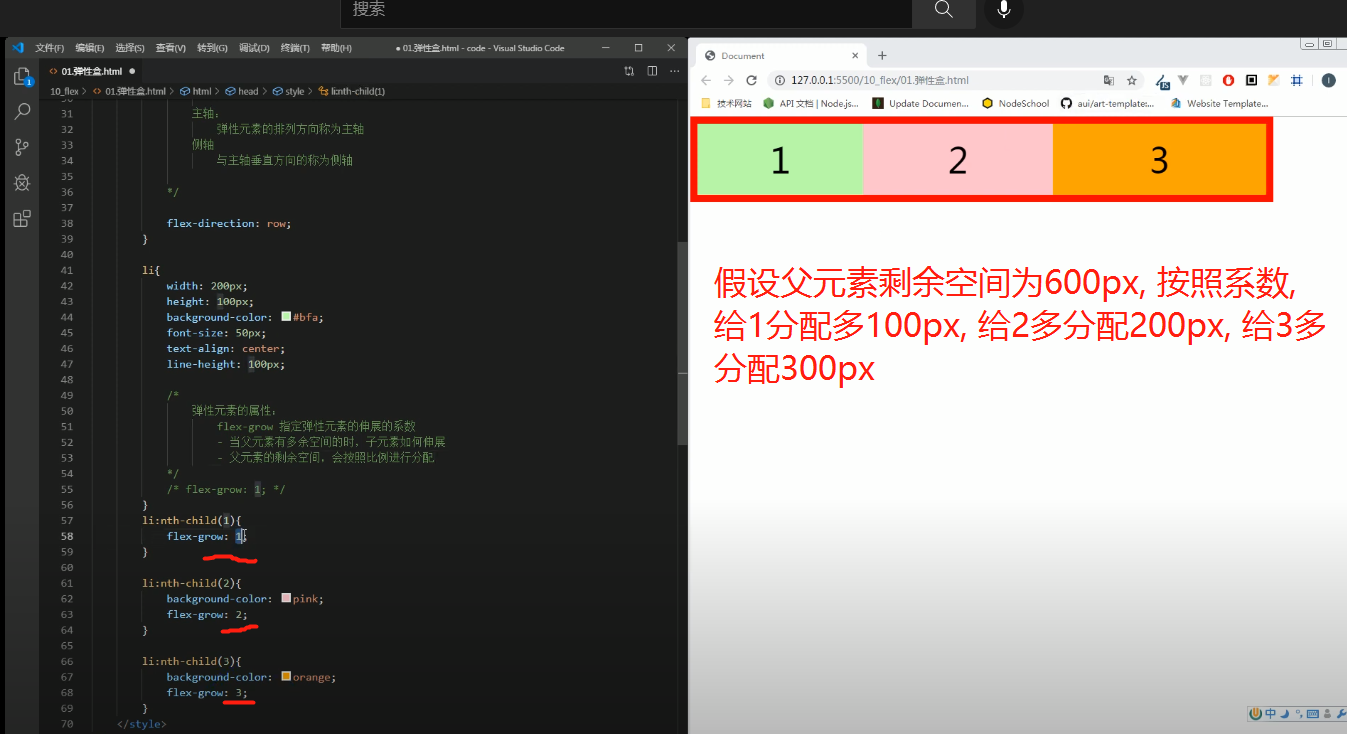 搜索
文件(F) 编辑(E) 选择(S) 查看(V) 转到(G) 调试(D) 终端(T) 帮助(H) ● 01.弹性盒.html - code - Visual Studio Code
01.弹性盒.html ●
10_flex > 01.弹性盒.html > html > head > style > li:nth-child(1)
31 主轴:
32 弹性元素的排列方向称为主轴
33 侧轴
34 与主轴垂直方向的称为侧轴
35
36 */
37
38 flex-direction: row;
39 }
40
41 li{
42 width: 200px;
43 height: 100px;
44 background-color: #bfa;
45 font-size: 50px;
46 text-align: center;
47 line-height: 100px;
48
49 /*
50 弹性元素的属性:
51 flex-grow 指定弹性元素的伸展的系数
52 - 当父元素有多余空间的时,子元素如何伸展
53 - 父元素的剩余空间,会按照比例进行分配
54 */
55 /* flex-grow: 1; */
56 }
57 li:nth-child(1){
58 flex-grow: 1;
59 }
60
61 li:nth-child(2){
62 background-color: pink;
63 flex-grow: 2;
64 }
65
66 li:nth-child(3){
67 background-color: orange;
68 flex-grow: 3;
69 }
70 </style>
Document
127.0.0.1:5500/10_flex/01.弹性盒.html
技术网站 API 文档 | Node.js... Update Documen... NodeSchool aui/art-template:... Website Template...
1 2 3
假设父元素剩余空间为600px, 按照系数,
给1分配多100px, 给2多分配200px, 给3多
分配300px
中